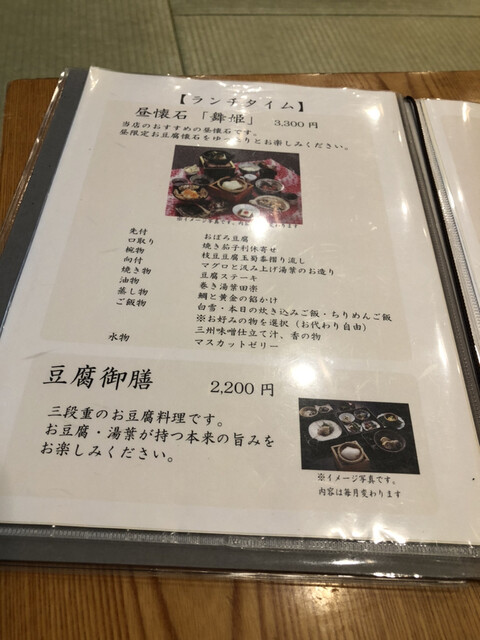 【ランチタイム】
昼懐石「舞姫」 3,300円
当店のおすすめの昼懐石です。
昼限定お豆腐懐石をゆっくりとお楽しみください。
先付 おぼろ豆腐
口取り 焼き茄子利休寄せ
椀物 枝豆豆腐玉蜀黍摺り流し
向付 マグロと汲み上げ湯葉のお造り
焼き物 豆腐ステーキ
油物 巻き湯葉田楽
蒸し物 鯛と黄金の餡かけ
ご飯物 白雪・本日の炊き込みご飯・ちりめんご飯
※お好みの物を選択(お代わり自由)
三州味噌仕立て汁、香の物
水物 マスカットゼリー
豆腐御膳 2,200円
三段重のお豆腐料理です。
お豆腐・湯葉が持つ本来の旨みを
お楽しみください。
※イメージ写真です。
内容は毎月変わります